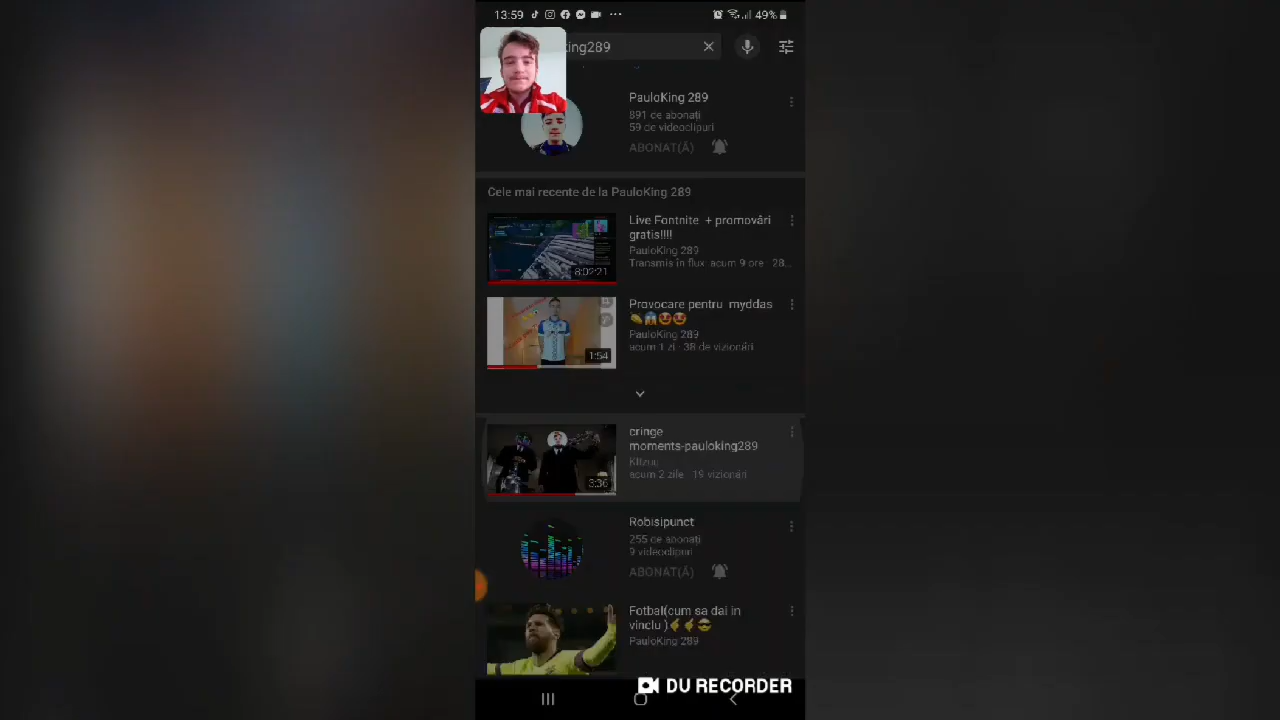 13:59
49%
king289
PauloKing 289
891 de abonați
59 de videoclipuri
ABONAT(Ă)
Cele mai recente de la PauloKing 289
Live Fontnite + promovări
gratis!!!!
PauloKing 289
Transmis în flux: acum 9 ore · 28...
8:02:21
Provocare pentru myddas
PauloKing 289
acum 1 zi · 38 de vizionări
1:54
cringe
moments-pauloking289
acum 2 zile · 19 vizionări
3:36
Robisipunct
255 de abonați
9 videoclipuri
ABONAT(Ă)
Fotbal(cum sa dai in
vinclu )
PauloKing 289
DU RECORDER